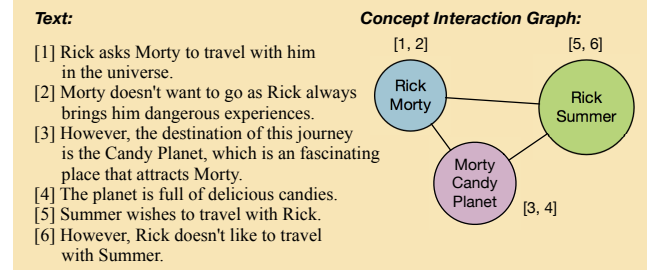 Text:
[1] Rick asks Morty to travel with him
in the universe.
[2] Morty doesn't want to go as Rick always
brings him dangerous experiences.
[3] However, the destination of this journey
is the Candy Planet, which is an fascinating
place that attracts Morty.
[4] The planet is full of delicious candies.
[5] Summer wishes to travel with Rick.
[6] However, Rick doesn't like to travel
with Summer.
Concept Interaction Graph:
[1, 2]
[5, 6]
Rick
Morty
Rick
Summer
Morty
Candy
Planet
[3, 4]